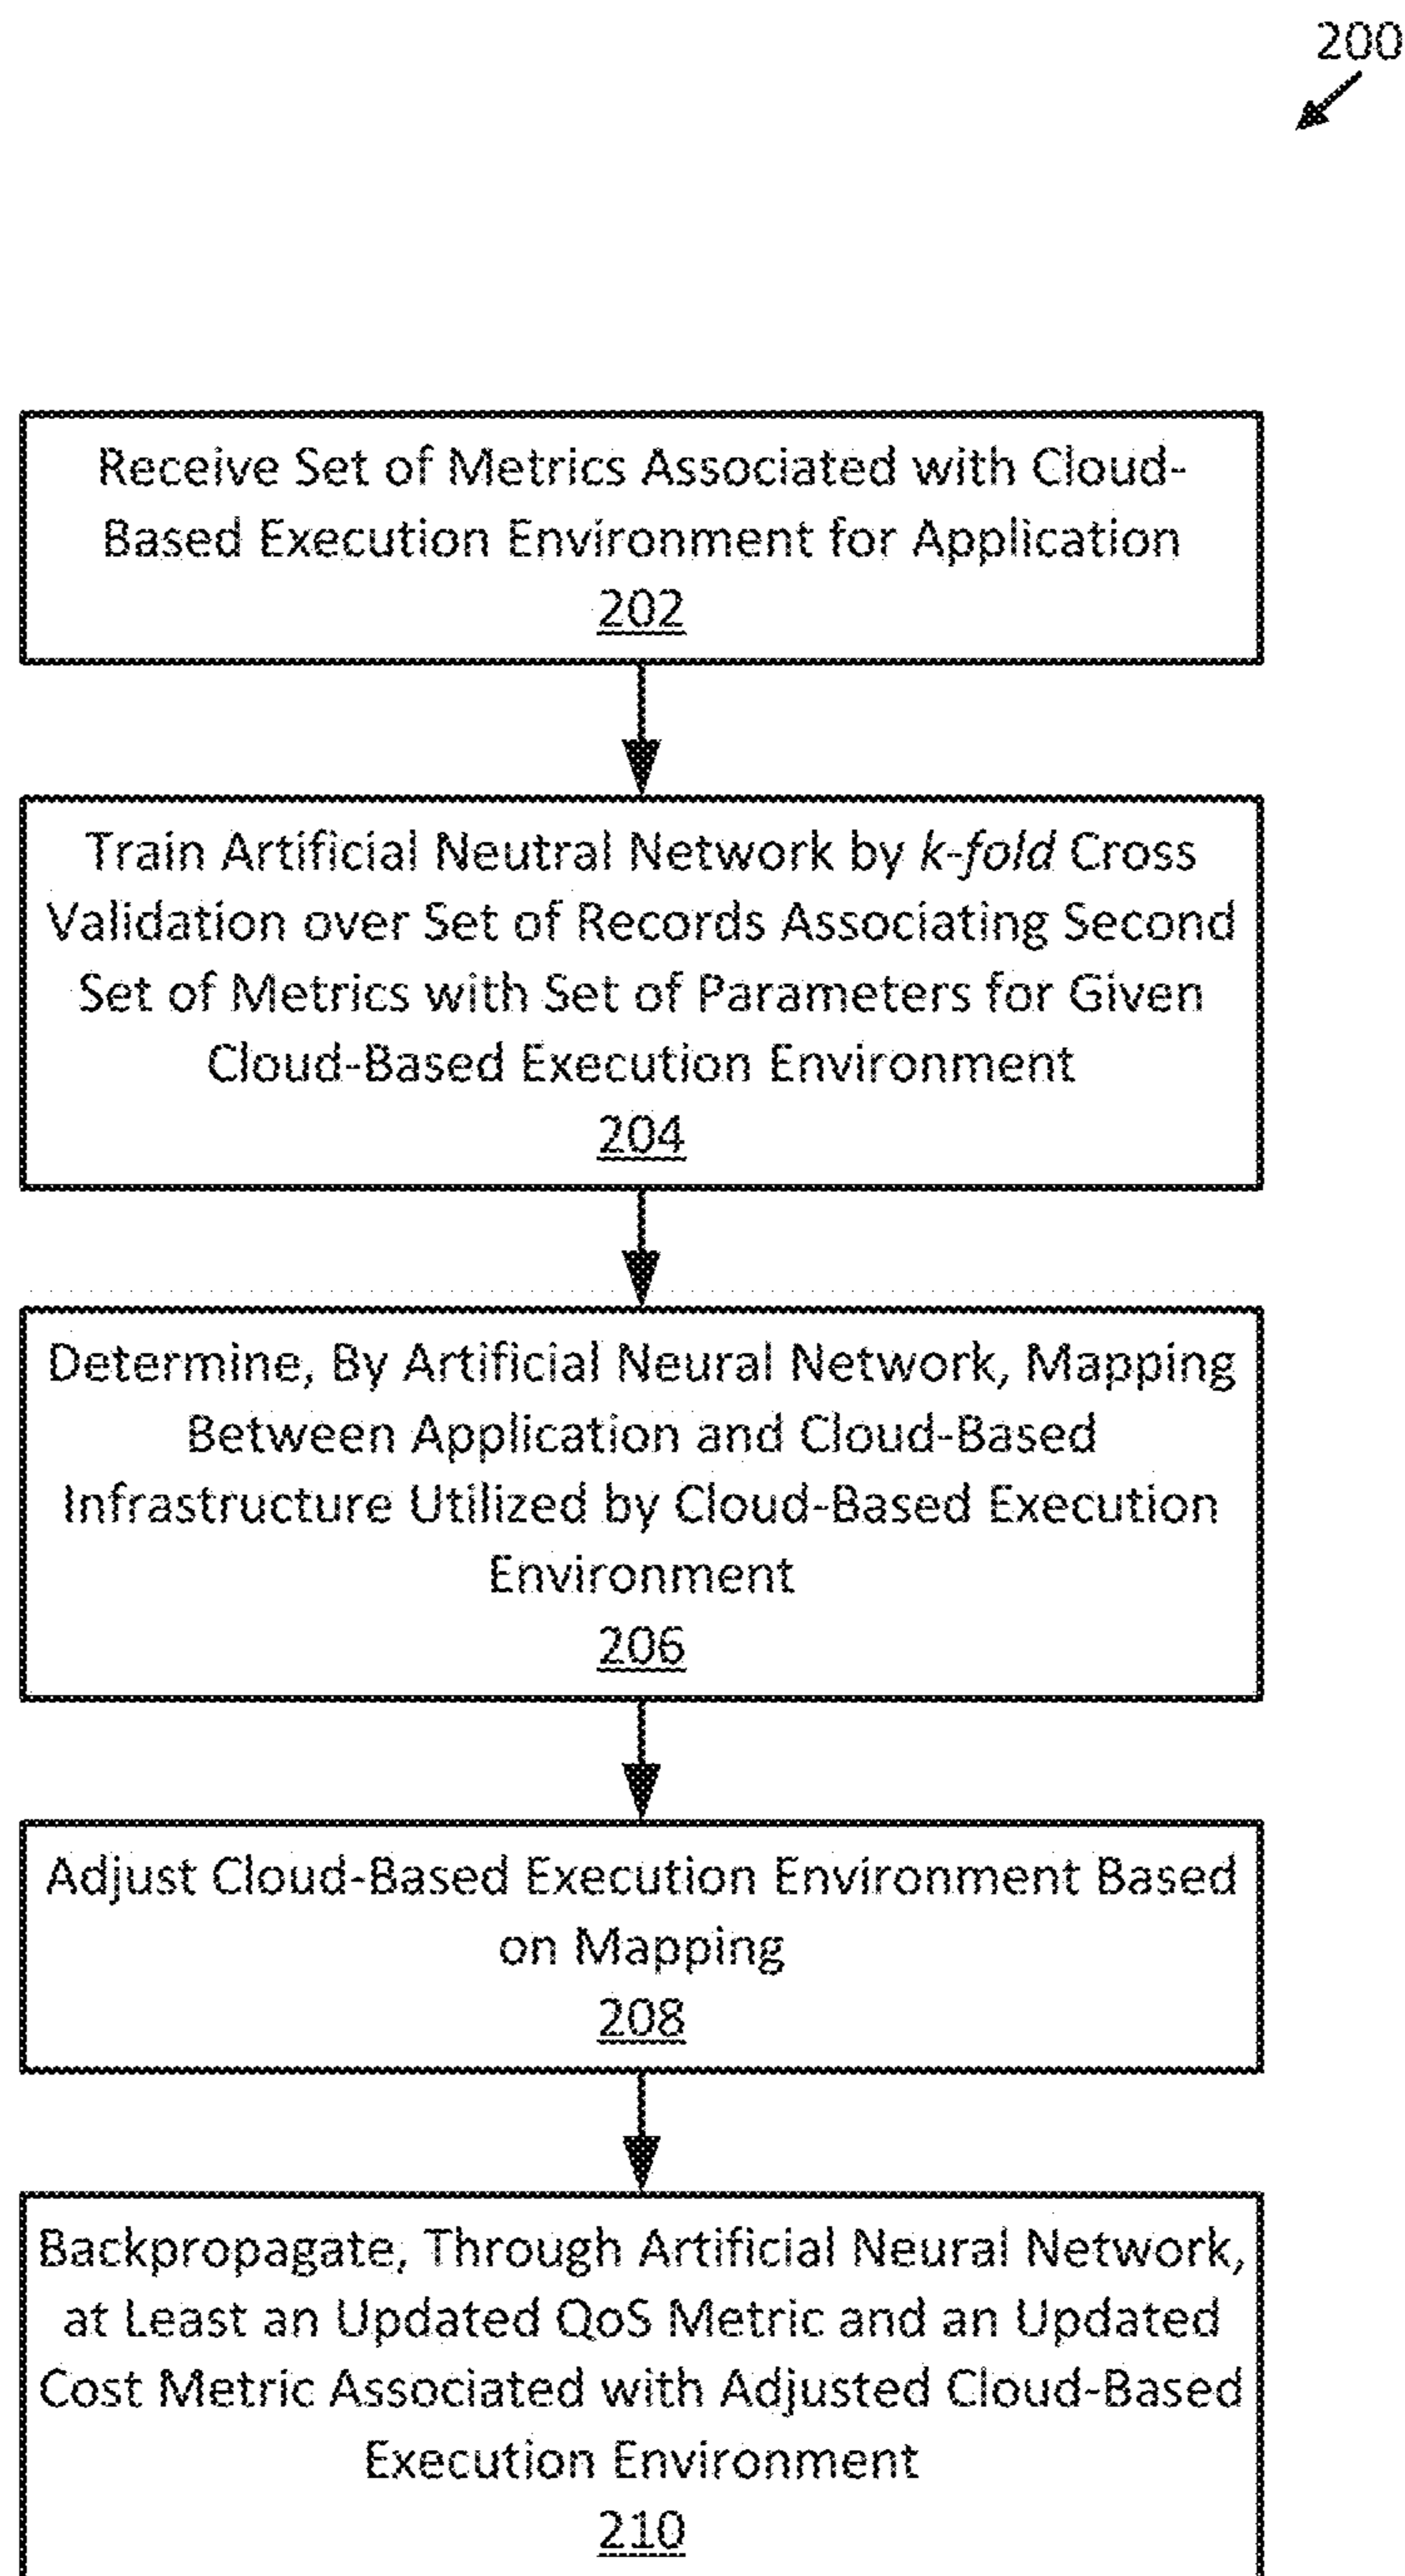 200
Receive Set of Metrics Associated with Cloud-
Based Execution Environment for Application
202
Train Artificial Neutral Network by k-fold Cross
Validation over Set of Records Associating Second
Set of Metrics with Set of Parameters for Given
Cloud-Based Execution Environment
204
Determine, By Artificial Neural Network, Mapping
Between Application and Cloud-Based
Infrastructure Utilized by Cloud-Based Execution
Environment
206
Adjust Cloud-Based Execution Environment Based
on Mapping
208
Backpropagate, Through Artificial Neural Network,
at Least an Updated QoS Metric and an Updated
Cost Metric Associated with Adjusted Cloud-Based
Execution Environment
210